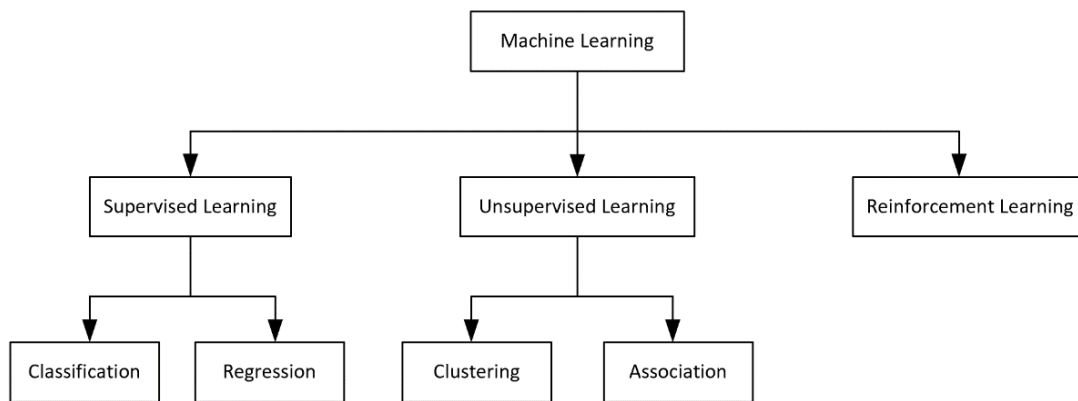 Machine Learning
Supervised Learning
Unsupervised Learning
Reinforcement Learning
Classification
Regression
Clustering
Association